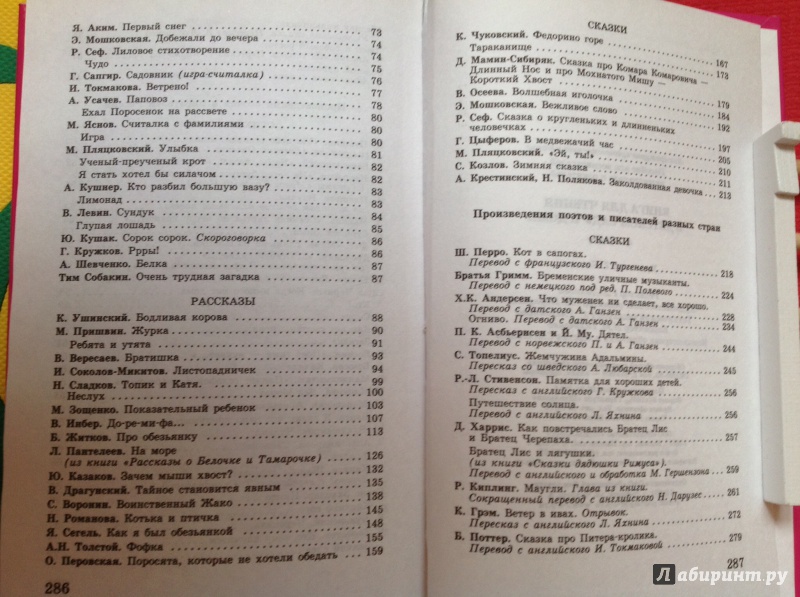 Я. Аким. Первый снег 73
Э. Мошковская. Добежали до вечера 74
Р. Сеф. Лиловое стихотворение 74
Чудо 75
Г. Сапгир. Садовник (игра-считалка) 76
И. Токмакова. Ветрено! 77
А. Усачев. Паповоз 78
Ехал Поросенок на рассвете 80
М. Яснов. Считалка с фамилиями 80
Игра 80
М. Пляцковский. Улыбка 81
Ученый-преученый крот 82
Я стать хотел бы силачом 82
А. Кушнер. Кто разбил большую вазу? 83
Лимонад 83
В. Левин. Сундук 84
Глупая лошадь 85
Ю. Кушак. Сорок сорок. Скороговорка 86
Г. Кружков. Ррры! 86
А. Шевченко. Белка 87
Тим Собакин. Очень трудная загадка 87
РАССКАЗЫ
К. Ушинский. Бодливая корова 88
М. Пришвин. Журка 90
Ребята и утята 91
В. Вересаев. Братишка 93
И. Соколов-Микитов. Листопадничек 94
Н. Сладков. Топик и Катя. 99
Неслух 100
М. Зощенко. Показательный ребенок 103
В. Инбер. До-ре-ми-фа... 107
Б. Житков. Про обезьянку 113
Л. Пантелеев. На море
(из книги «Рассказы о Белочке и Тамарочке») 126
Ю. Казаков. Зачем мыши хвост? 132
В. Драгунский. Тайное становится явным 135
С. Воронин. Воинственный Жако 145
Н. Романова. Котька и птичка 148
Я. Сегель. Как я был обезьянкой 155
А.Н. Толстой. Фофка 159
О. Перовская. Поросята, которые не хотели обедать
286
СКАЗКИ
К. Чуковский. Федорино горе 167
Тараканище 173
Д. Мамин-Сибиряк. Сказка про Комара Комаровича —
Длинный Нос и про Мохнатого Мишу —
Короткий Хвост 179
В. Осеева. Волшебная иголочка 184
Э. Мошковская. Вежливое слово 192
Р. Сеф. Сказка о кругленьких и длинненьких
человечках 197
Г. Цыферов. В медвежачий час 205
М. Пляцковский. «Эй, ты!» 210
С. Козлов. Зимняя сказка 211
А. Крестинский, Н. Полякова. Заколдованная девочка 213
Произведения поэтов и писателей разных стран
СКАЗКИ
Ш. Перро. Кот в сапогах.
Перевод с французского И. Тургенева 218
Братья Гримм. Бременские уличные музыканты.
Перевод с немецкого под ред. П. Полевого 224
Х.К. Андерсен. Что муженек ни сделает, все хорошо.
Перевод с датского А. Ганзен 228
Огниво. Перевод с датского А. Ганзен 234
П. К. Асбьернсен и Й. Му. Дятел.
Перевод с норвежского П. и А. Ганзен 244
С. Топелиус. Жемчужина Адальмины.
Пересказ со шведского А. Любарской 245
Р.-Л. Стивенсон. Памятка для хороших детей.
Пересказ с английского Г. Кружкова 256
Путешествие солнца.
Перевод с английского Л. Яхнина 256
Д. Харрис. Как повстречались Братец Лис
и Братец Черепаха. 257
Братец Лис и лягушки.
(из книги «Сказки дядюшки Римуса»).
Перевод с английского и обработка М. Гершензона 259
Р. Киплинг. Маугли. Глава из книги.
Сокращенный перевод с английского Н. Дарузес 261
К. Грэм. Ветер в ивах. Отрывок.
Пересказ с английского Л. Яхнина 272
Б. Поттер. Сказка про Питера-кролика.
Перевод с английского И. Токмаковой 279
287
Лабиринт.ру